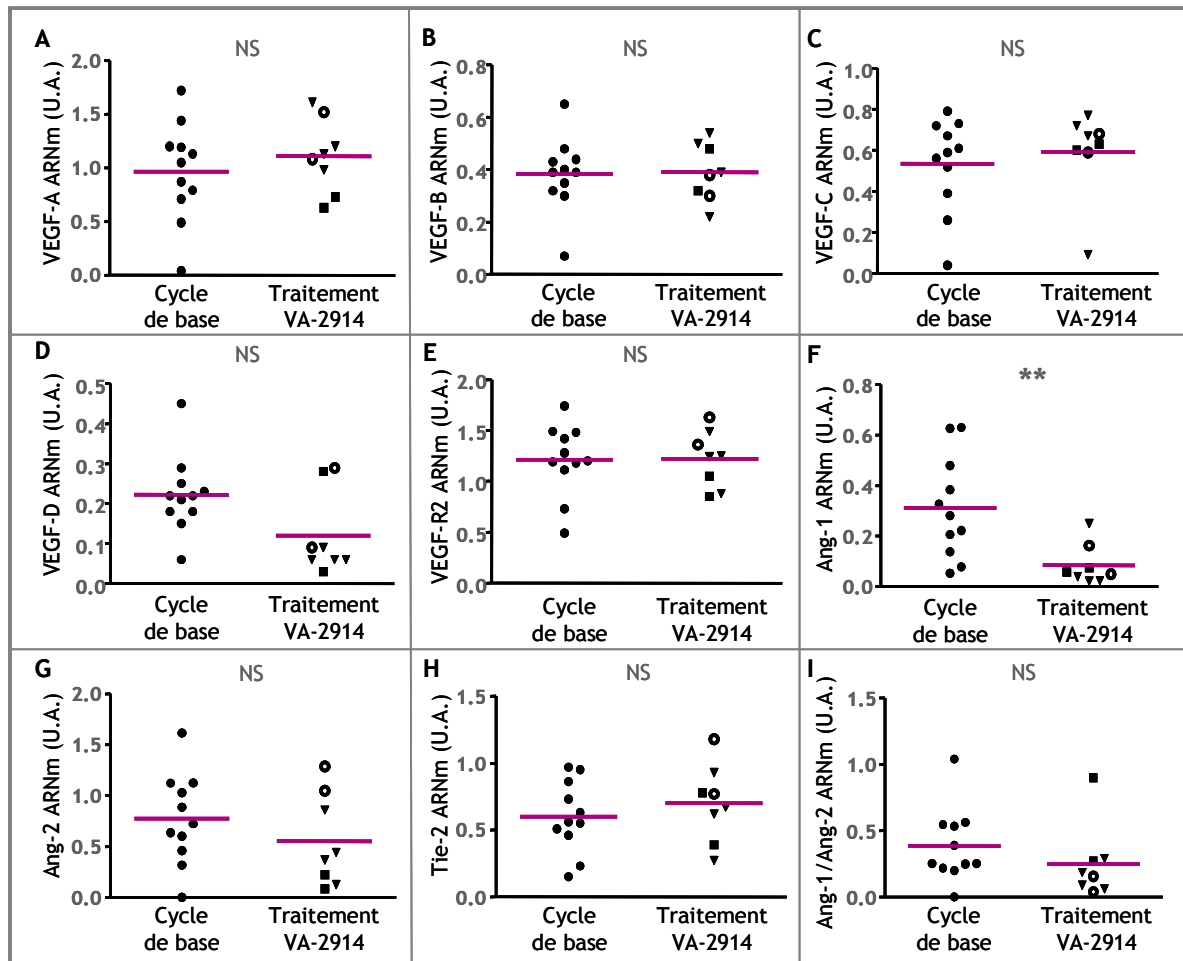 A
NS
VEGF-A ARNm (U.A.)
2.0
1.5
1.0
0.5
0.0
Cycle
de base
Traitement
VA-2914
B
NS
VEGF-B ARNm (U.A.)
0.8
0.6
0.4
0.2
0.0
Cycle
de base
Traitement
VA-2914
C
NS
VEGF-C ARNm (U.A.)
1.0
0.8
0.6
0.4
0.2
0.0
Cycle
de base
Traitement
VA-2914
D
NS
VEGF-D ARNm (U.A.)
0.5
0.4
0.3
0.2
0.1
0.0
Cycle
de base
Traitement
VA-2914
E
NS
VEGF-R2 ARNm (U.A.)
2.0
1.5
1.0
0.5
0.0
Cycle
de base
Traitement
VA-2914
F
**
Ang-1 ARNm (U.A.)
0.8
0.6
0.4
0.2
0.0
Cycle
de base
Traitement
VA-2914
G
NS
Ang-2 ARNm (U.A.)
2.0
1.5
1.0
0.5
0.0
Cycle
de base
Traitement
VA-2914
H
NS
Tie-2 ARNm (U.A.)
1.5
1.0
0.5
0.0
Cycle
de base
Traitement
VA-2914
I
NS
Ang-1/Ang-2 ARNm (U.A.)
1.5
1.0
0.5
0.0
Cycle
de base
Traitement
VA-2914